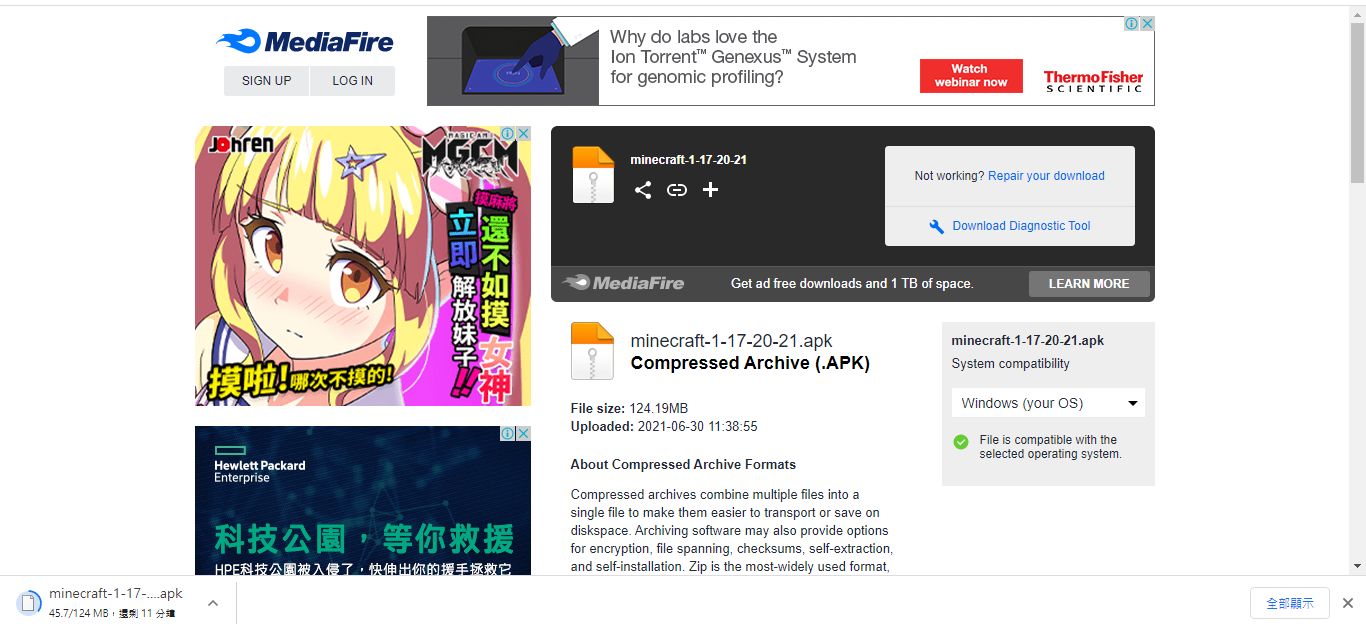 MediaFire
SIGN UP
LOG IN
Why do labs love the
Ion Torrent™ Genexus™ System
for genomic profiling?
Watch
webinar now
ThermoFisher
SCIENTIFIC
Johren
MAGICAMI
MGCM
摸麻將
還不如摸
女神
立即
解放妹子!!
摸啦!哪次不摸的!
minecraft-1-17-20-21
Not working? Repair your download
Download Diagnostic Tool
MediaFire
Get ad free downloads and 1 TB of space.
LEARN MORE
minecraft-1-17-20-21.apk
Compressed Archive (.APK)
File size: 124.19MB
Uploaded: 2021-06-30 11:38:55
About Compressed Archive Formats
Compressed archives combine multiple files into a
single file to make them easier to transport or save on
diskspace. Archiving software may also provide options
for encryption, file spanning, checksums, self-extraction,
and self-installation. Zip is the most-widely used format,
minecraft-1-17-20-21.apk
System compatibility
Windows (your OS)
File is compatible with the
selected operating system.
Hewlett Packard
Enterprise
科技公園,等你救援
HPE科技公園被入侵了,快伸出你的援手拯救它
minecraft-1-17-....apk
45.7/124 MB,還剩 11 分鐘
全部顯示